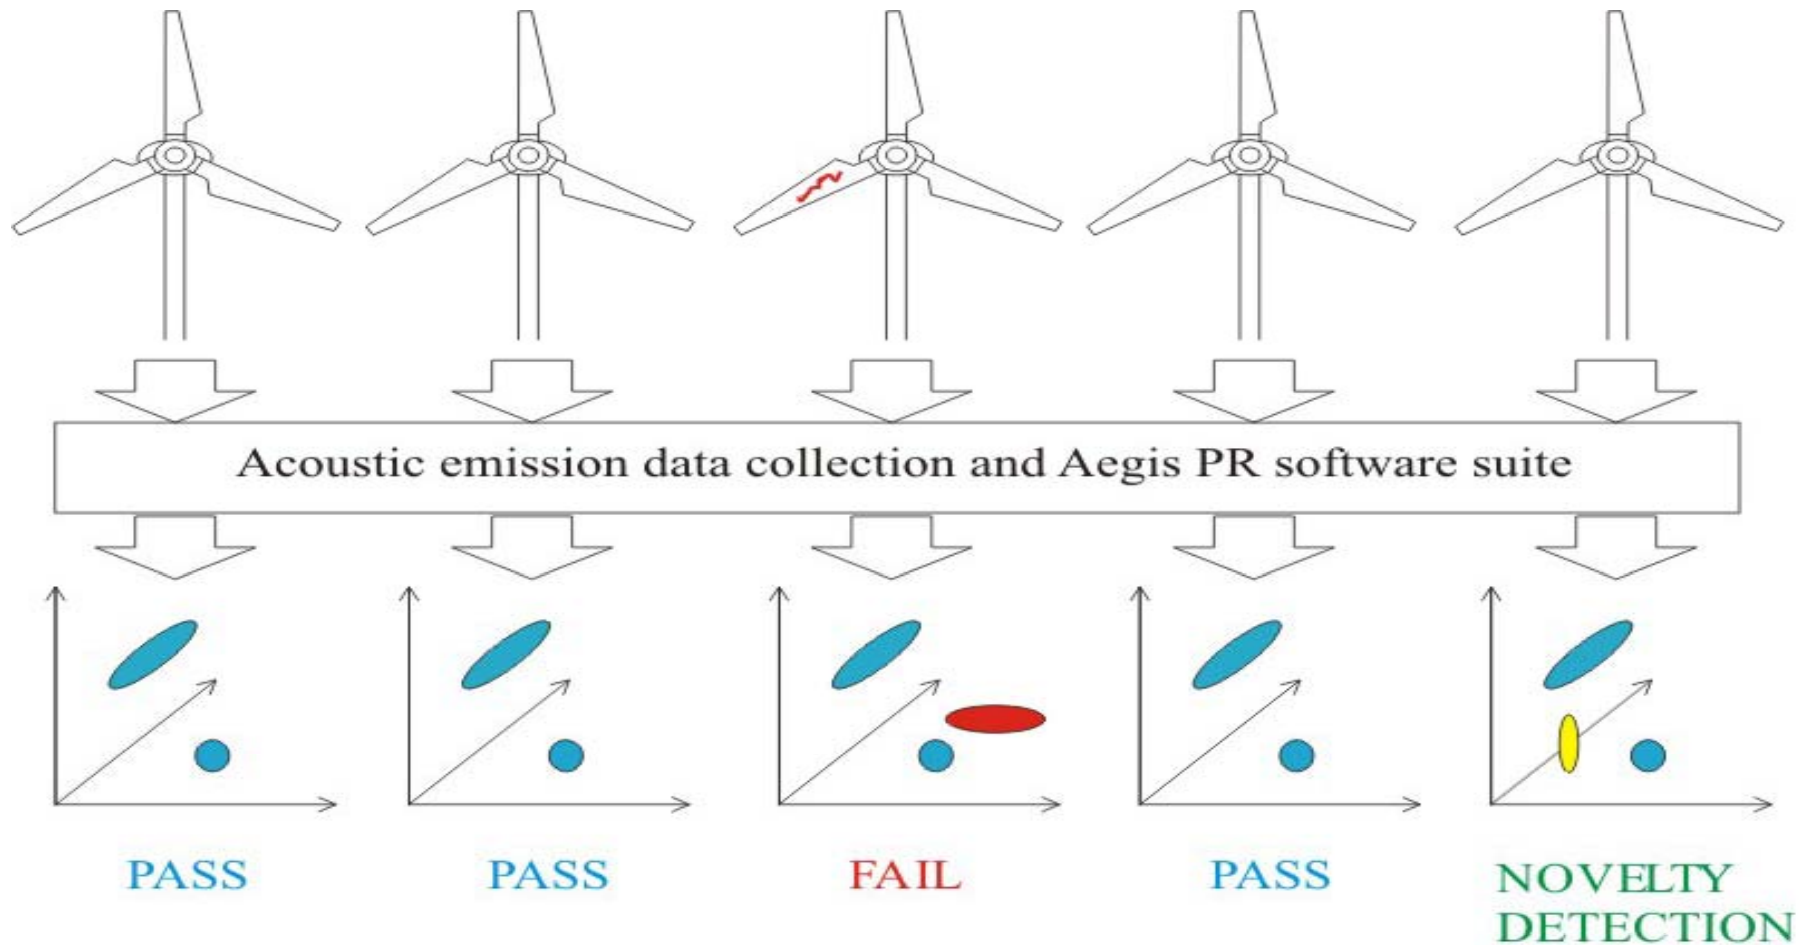 Acoustic emission data collection and Aegis PR software suite
PASS
PASS
FAIL
PASS
NOVELTY
DETECTION